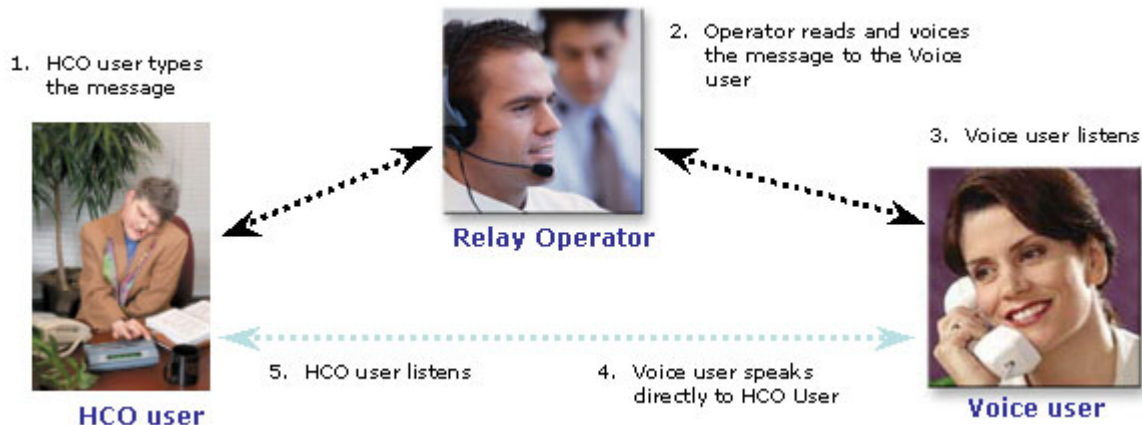 1. HCO user types
the message
2. Operator reads and voices
the message to the Voice
user
3. Voice user listens
Relay Operator
5. HCO user listens
4. Voice user speaks
directly to HCO User
HCO user
Voice user